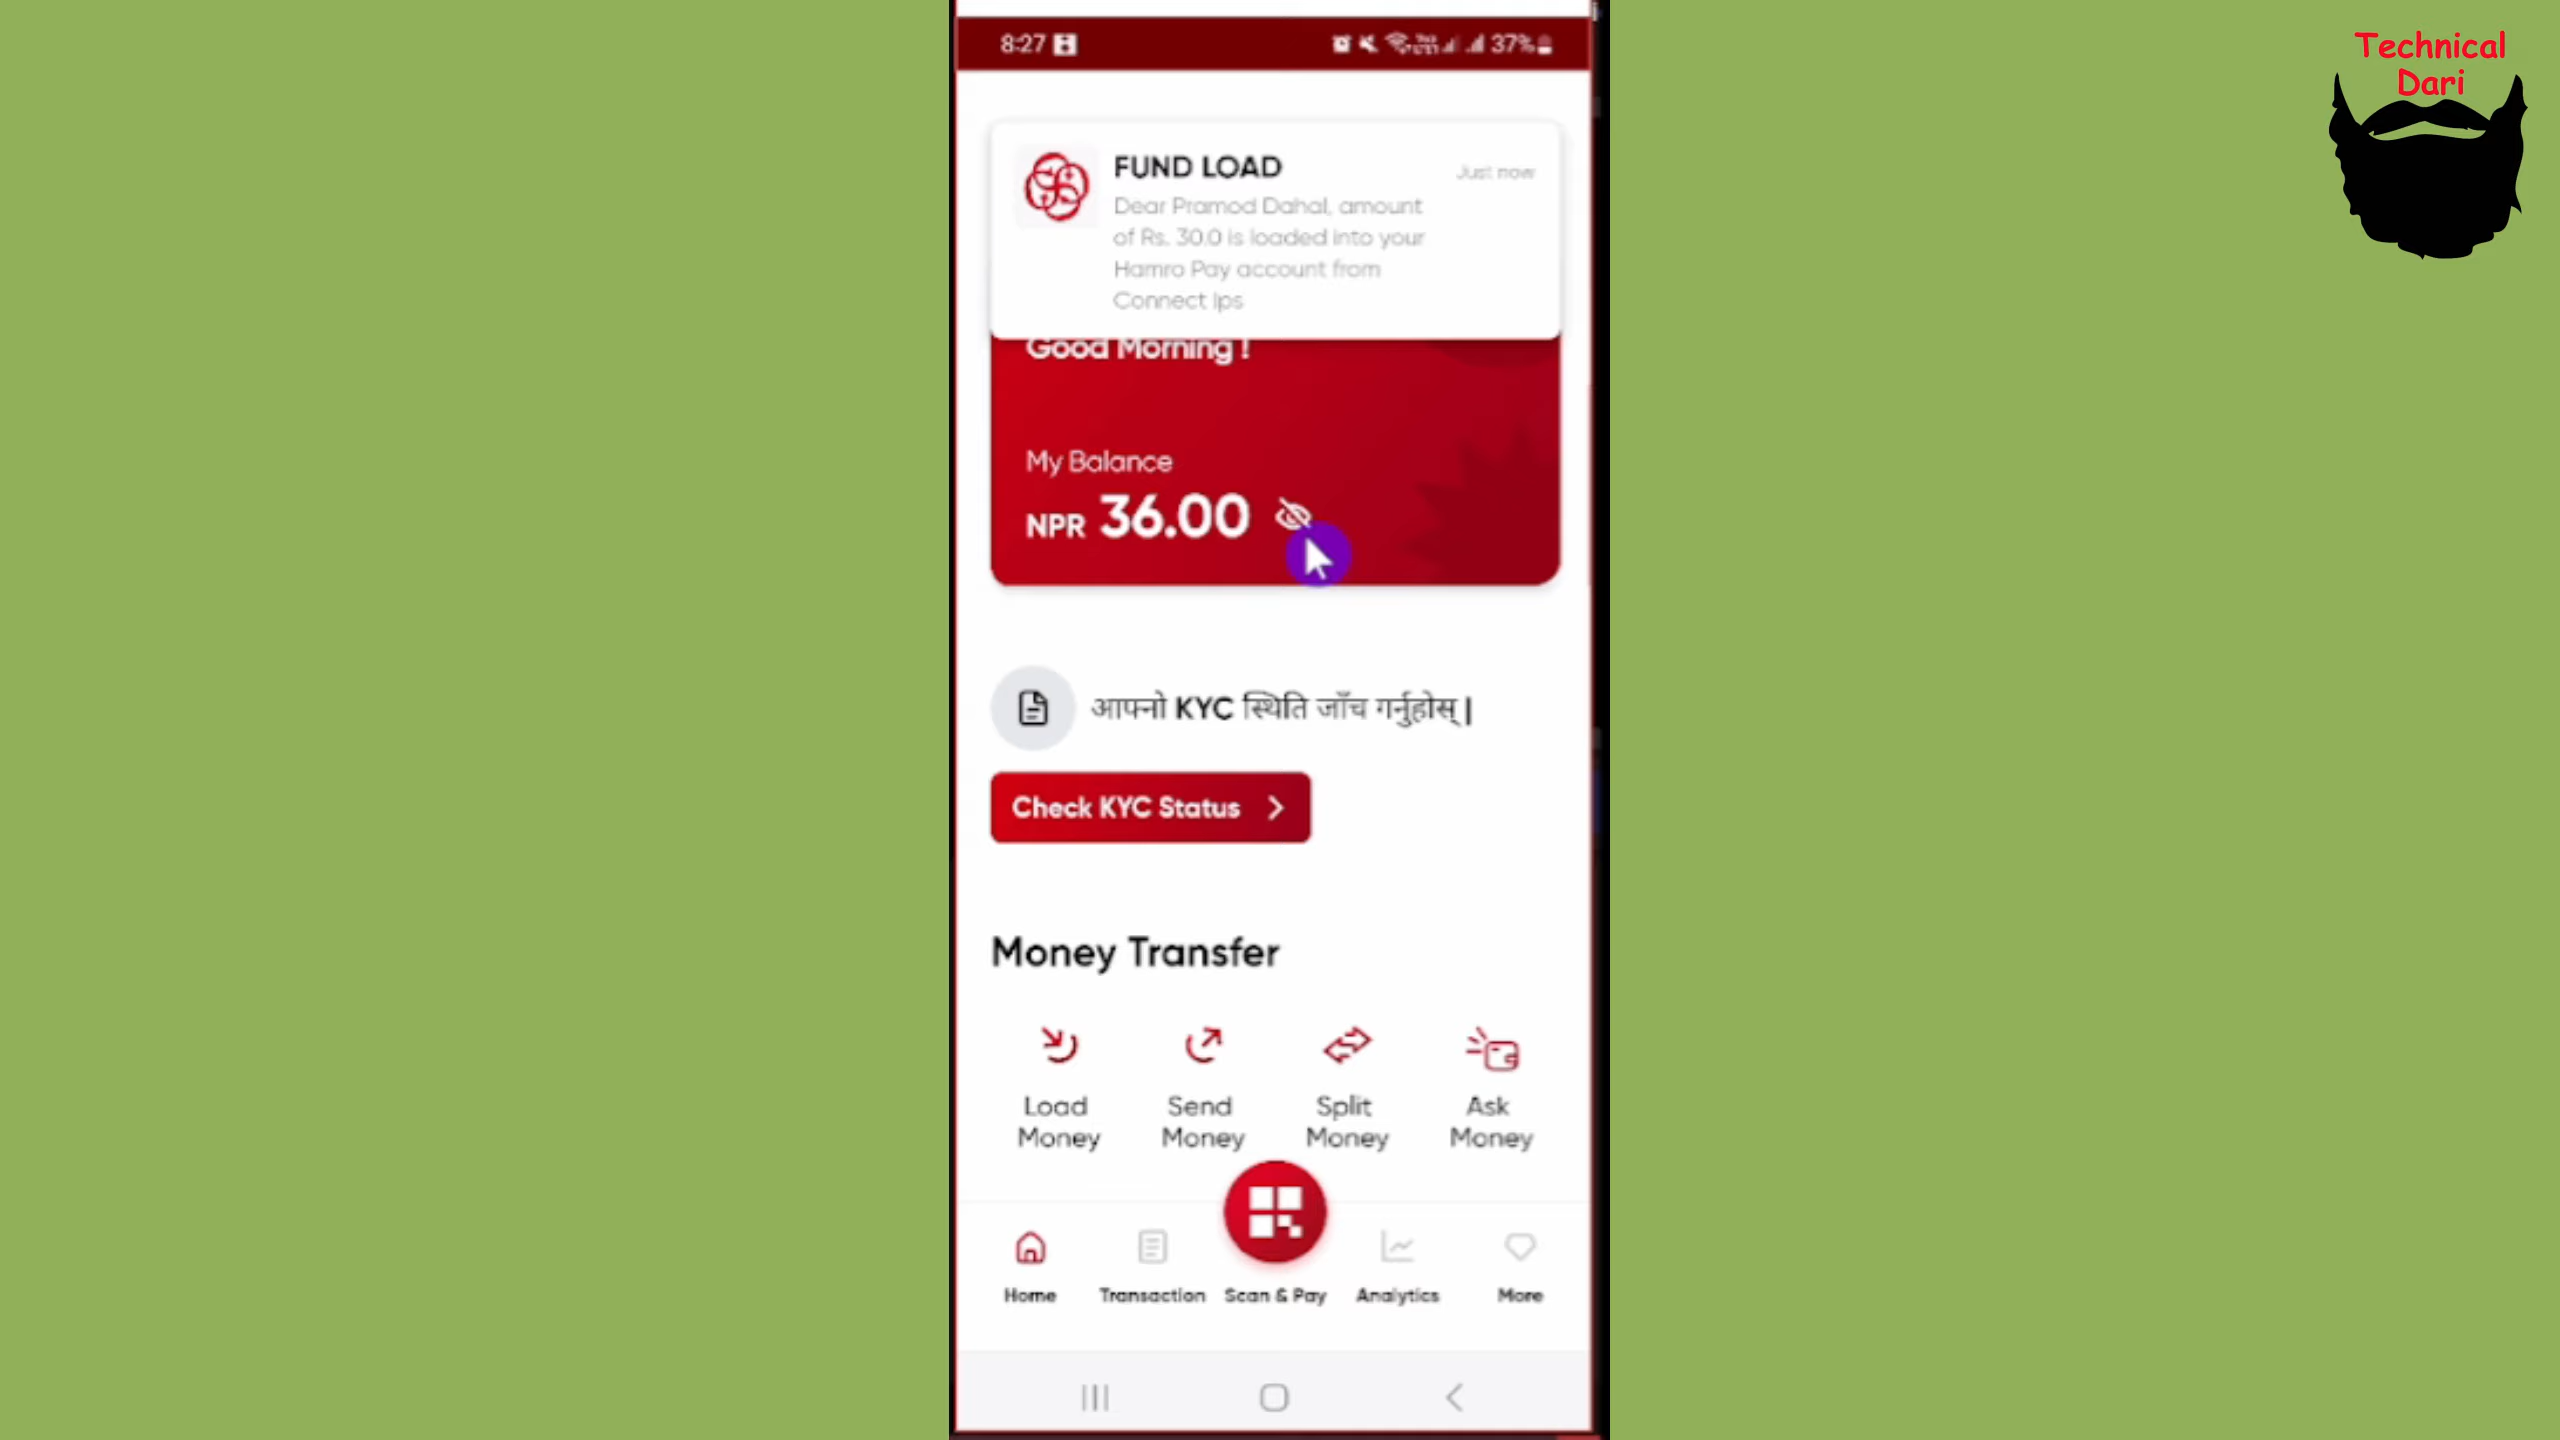 8:27
37%
Technical
Dari
FUND LOAD
Just now
Dear Pramod Dahal, amount
of Rs. 30.0 is loaded into your
Hamro Pay account from
Connect Ips
Good Morning !
My Balance
NPR 36.00
आफ्नो KYC स्थिति जाँच गर्नुहोस् |
Check KYC Status
Money Transfer
Load Money
Send Money
Split Money
Ask Money
Home
Transaction
Scan & Pay
Analytics
More